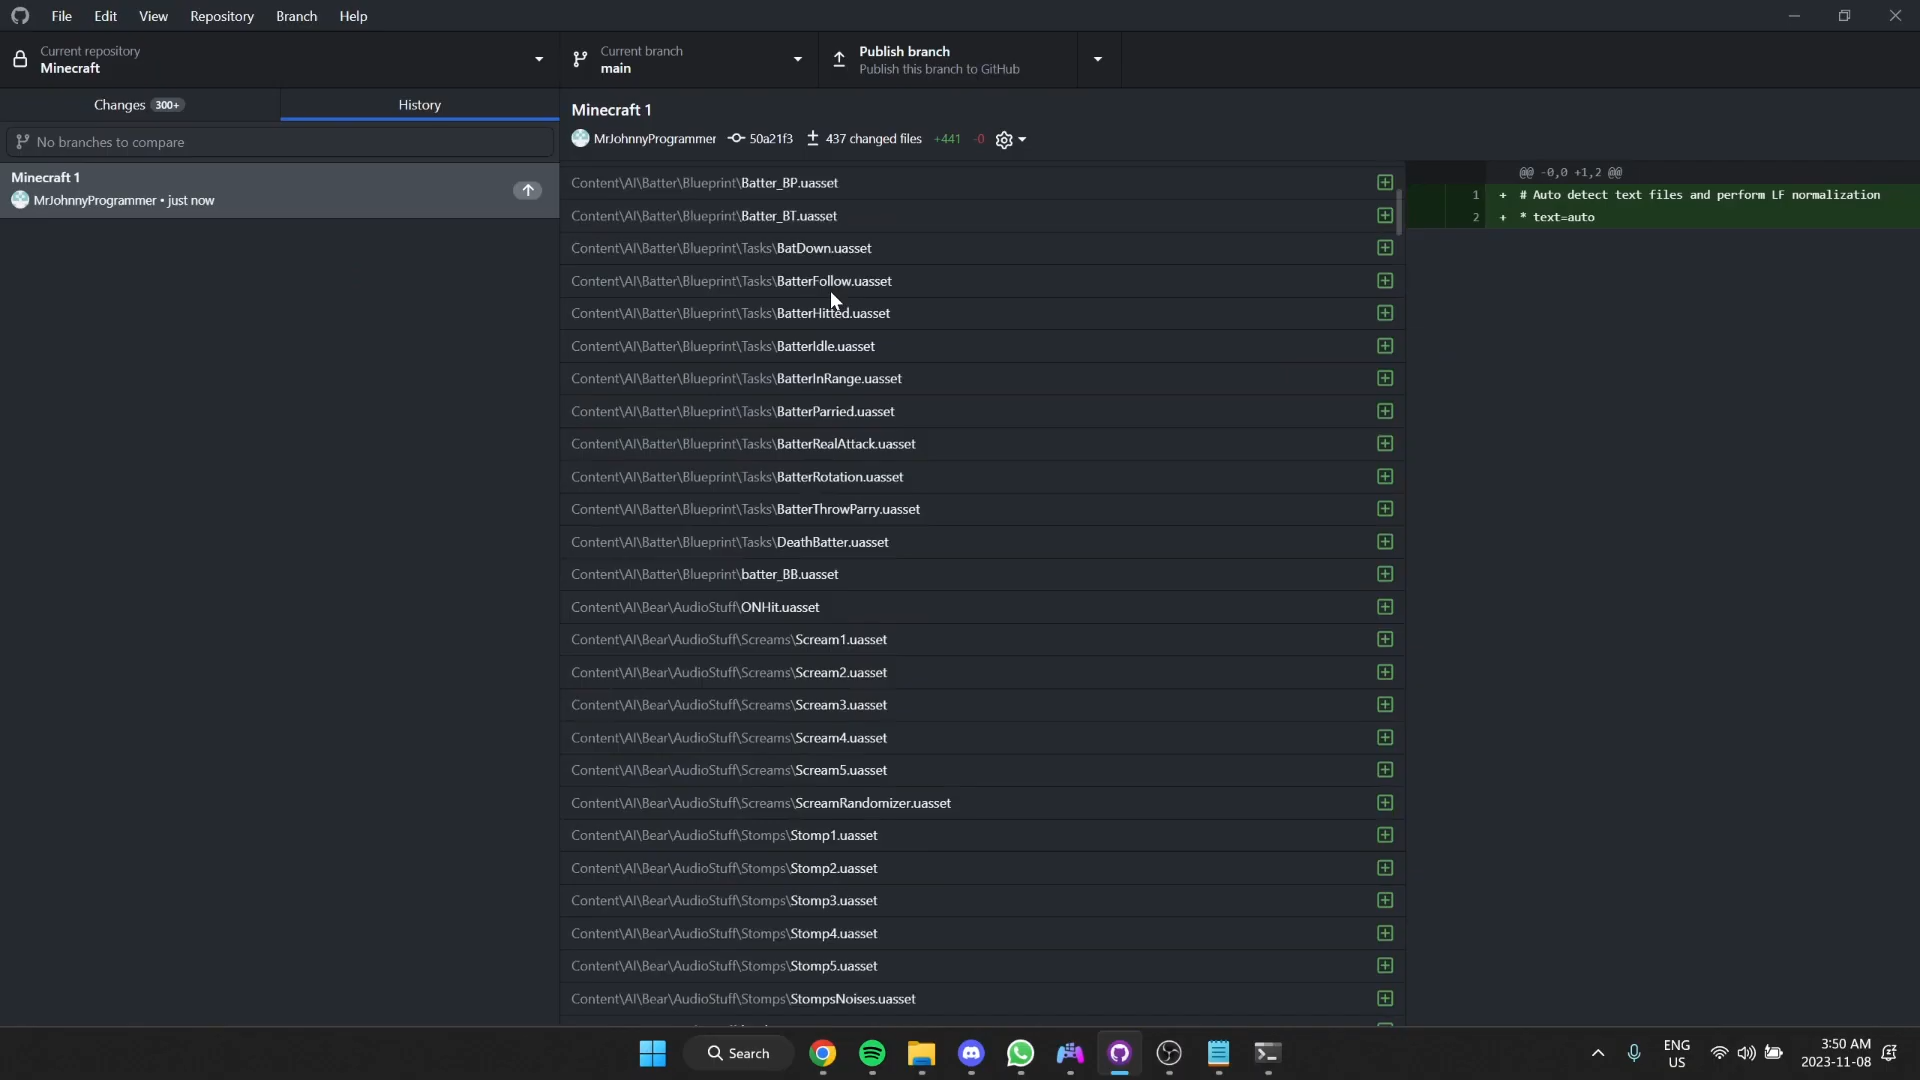 File Edit View Repository Branch Help
Current repository
Minecraft
Current branch
main
Publish branch
Publish this branch to GitHub
Changes 300+
History
No branches to compare
Minecraft 1
MrJohnnyProgrammer • just now
Minecraft 1
MrJohnnyProgrammer 50a21f3 437 changed files +441 -0
Content\AI\Batter\Blueprint\Batter_BP.uasset
Content\AI\Batter\Blueprint\Batter_BT.uasset
Content\AI\Batter\Blueprint\Tasks\BatDown.uasset
Content\AI\Batter\Blueprint\Tasks\BatterFollow.uasset
Content\AI\Batter\Blueprint\Tasks\BatterHitted.uasset
Content\AI\Batter\Blueprint\Tasks\BatterIdle.uasset
Content\AI\Batter\Blueprint\Tasks\BatterInRange.uasset
Content\AI\Batter\Blueprint\Tasks\BatterParried.uasset
Content\AI\Batter\Blueprint\Tasks\BatterRealAttack.uasset
Content\AI\Batter\Blueprint\Tasks\BatterRotation.uasset
Content\AI\Batter\Blueprint\Tasks\BatterThrowParry.uasset
Content\AI\Batter\Blueprint\Tasks\DeathBatter.uasset
Content\AI\Batter\Blueprint\batter_BB.uasset
Content\AI\Bear\AudioStuff\ONHit.uasset
Content\AI\Bear\AudioStuff\Screams\Scream1.uasset
Content\AI\Bear\AudioStuff\Screams\Scream2.uasset
Content\AI\Bear\AudioStuff\Screams\Scream3.uasset
Content\AI\Bear\AudioStuff\Screams\Scream4.uasset
Content\AI\Bear\AudioStuff\Screams\Scream5.uasset
Content\AI\Bear\AudioStuff\Screams\ScreamRandomizer.uasset
Content\AI\Bear\AudioStuff\Stomps\Stomp1.uasset
Content\AI\Bear\AudioStuff\Stomps\Stomp2.uasset
Content\AI\Bear\AudioStuff\Stomps\Stomp3.uasset
Content\AI\Bear\AudioStuff\Stomps\Stomp4.uasset
Content\AI\Bear\AudioStuff\Stomps\Stomp5.uasset
Content\AI\Bear\AudioStuff\Stomps\StompsNoises.uasset
@@ -0,0 +1,2 @@
1 + # Auto detect text files and perform LF normalization
2 + * text=auto
Search
ENG
US
3:50 AM
2023-11-08